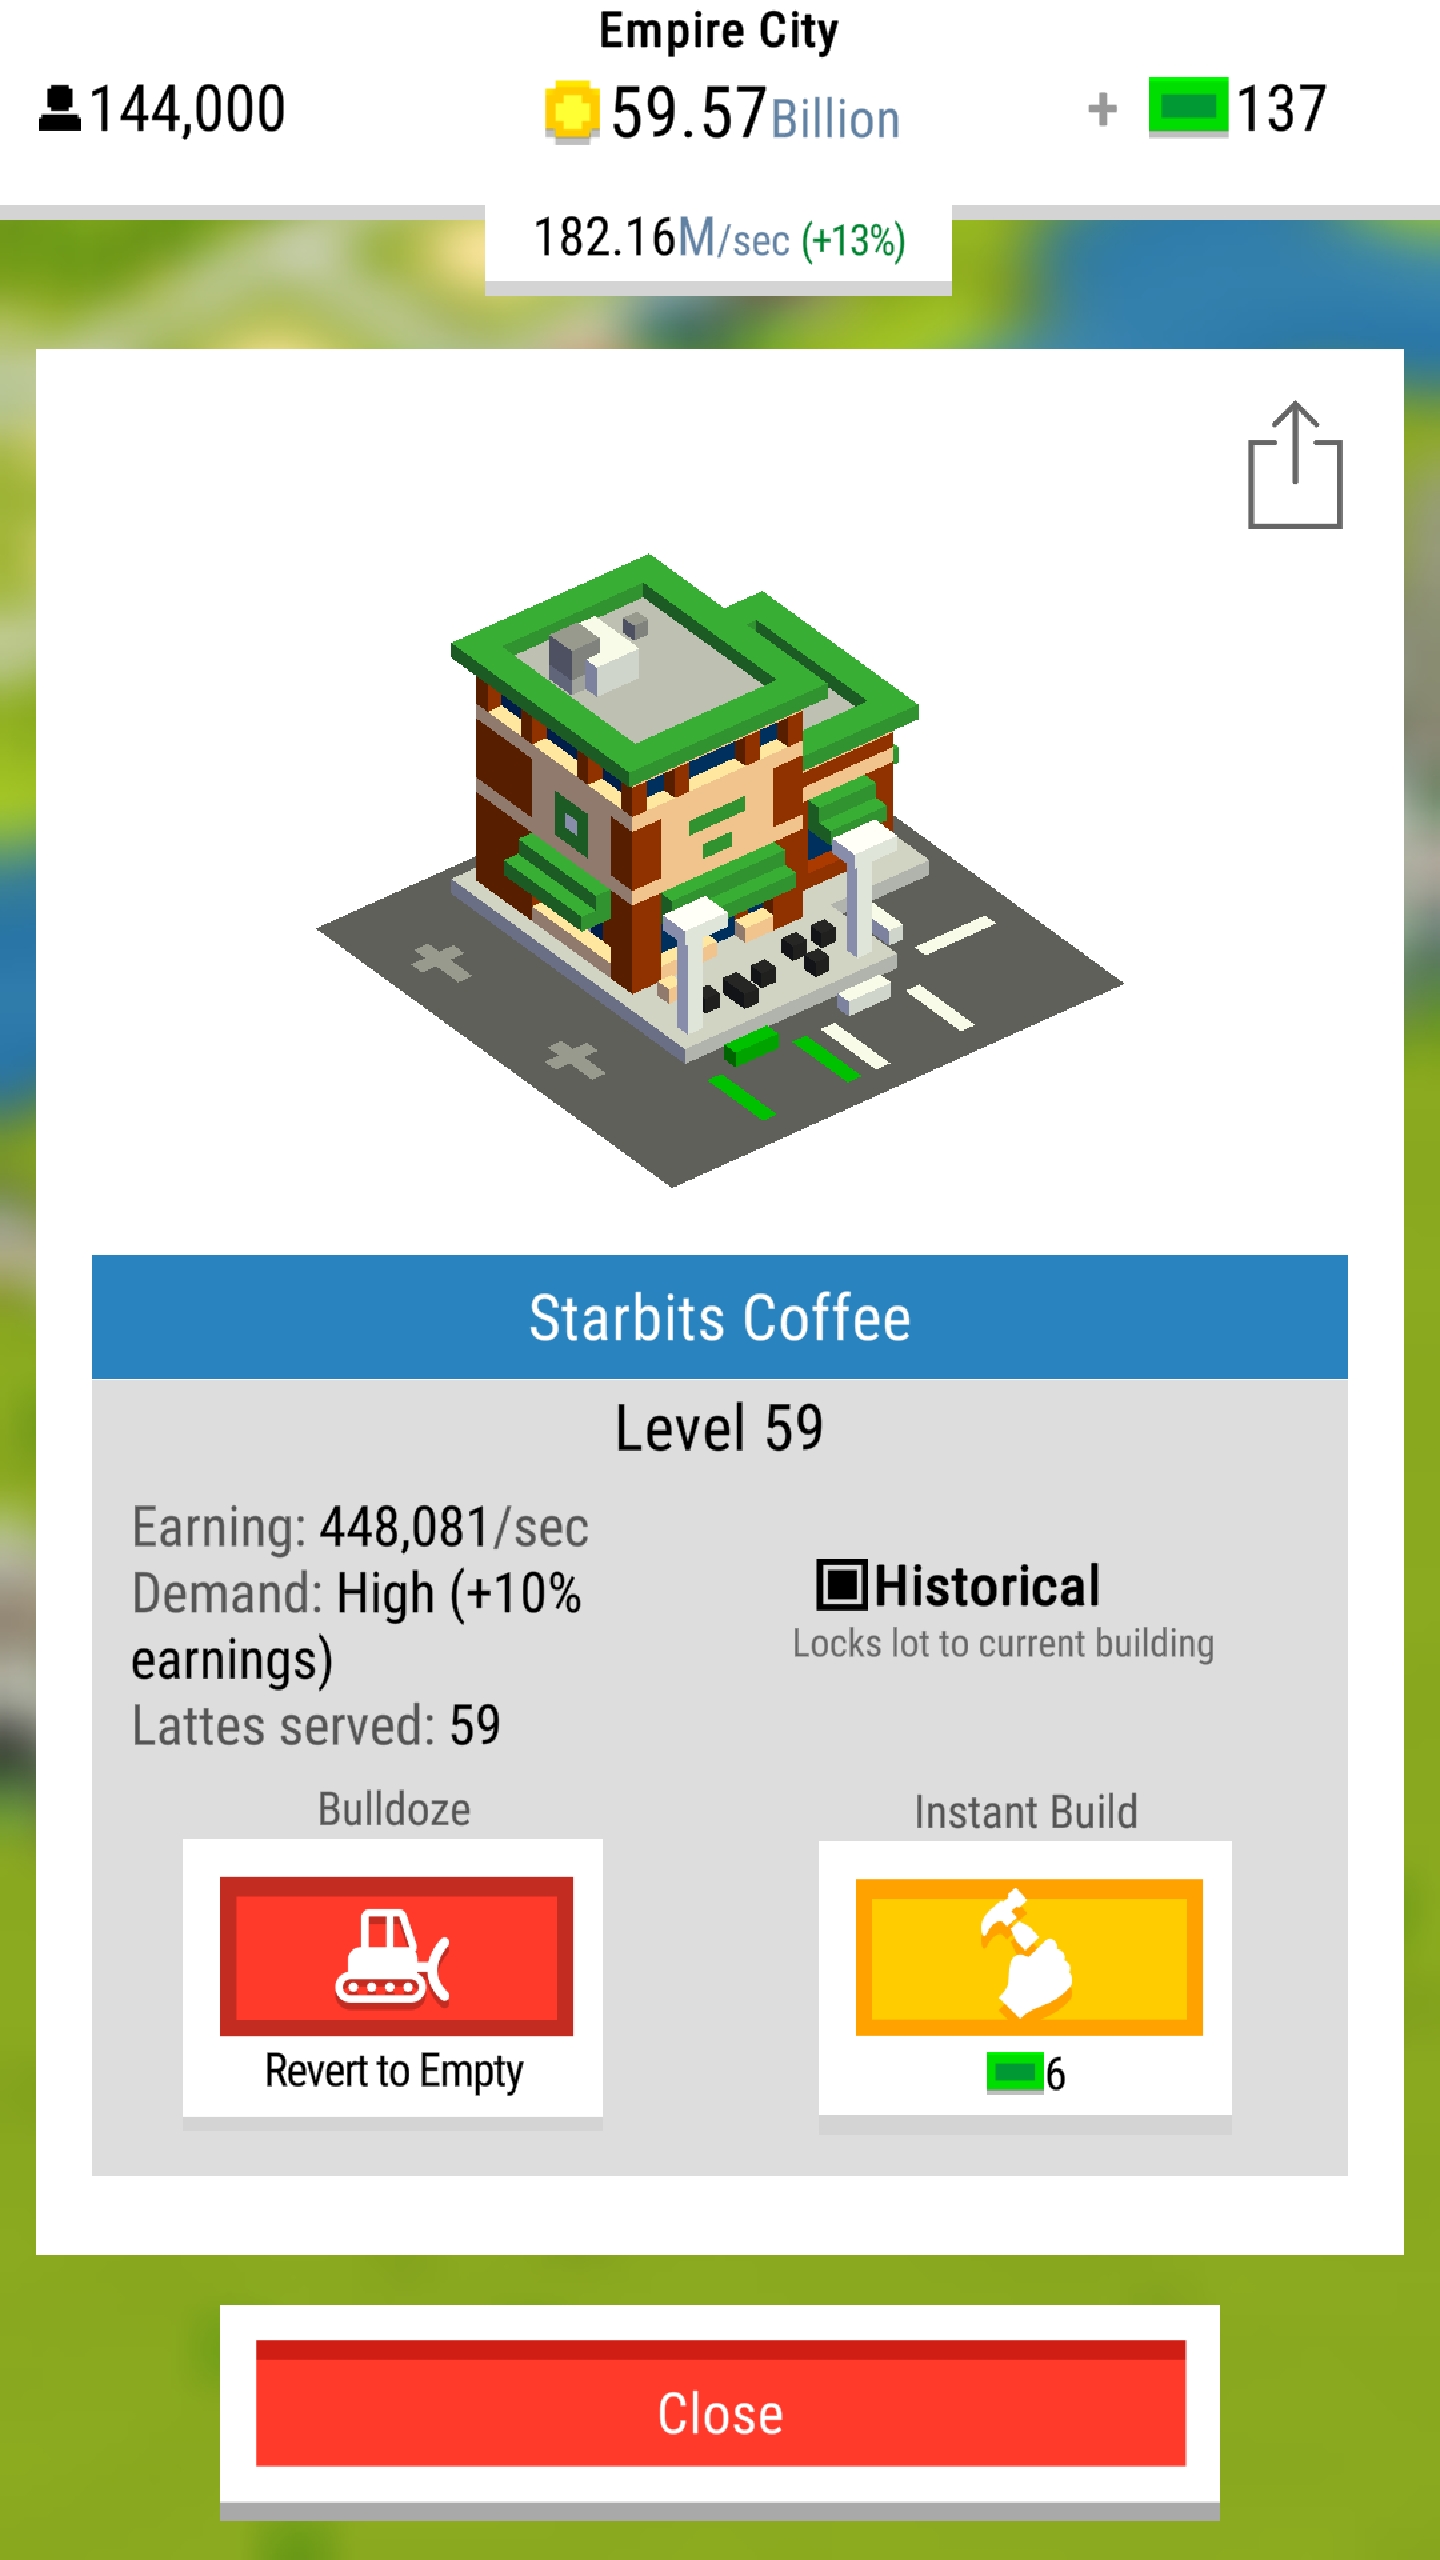 Empire City
144,000
59.57Billion
+ 137
182.16M/sec (+13%)
Starbits Coffee
Level 59
Earning: 448,081/sec
Demand: High (+10%
earnings)
Lattes served: 59
Historical
Locks lot to current building
Bulldoze
Revert to Empty
Instant Build
6
Close